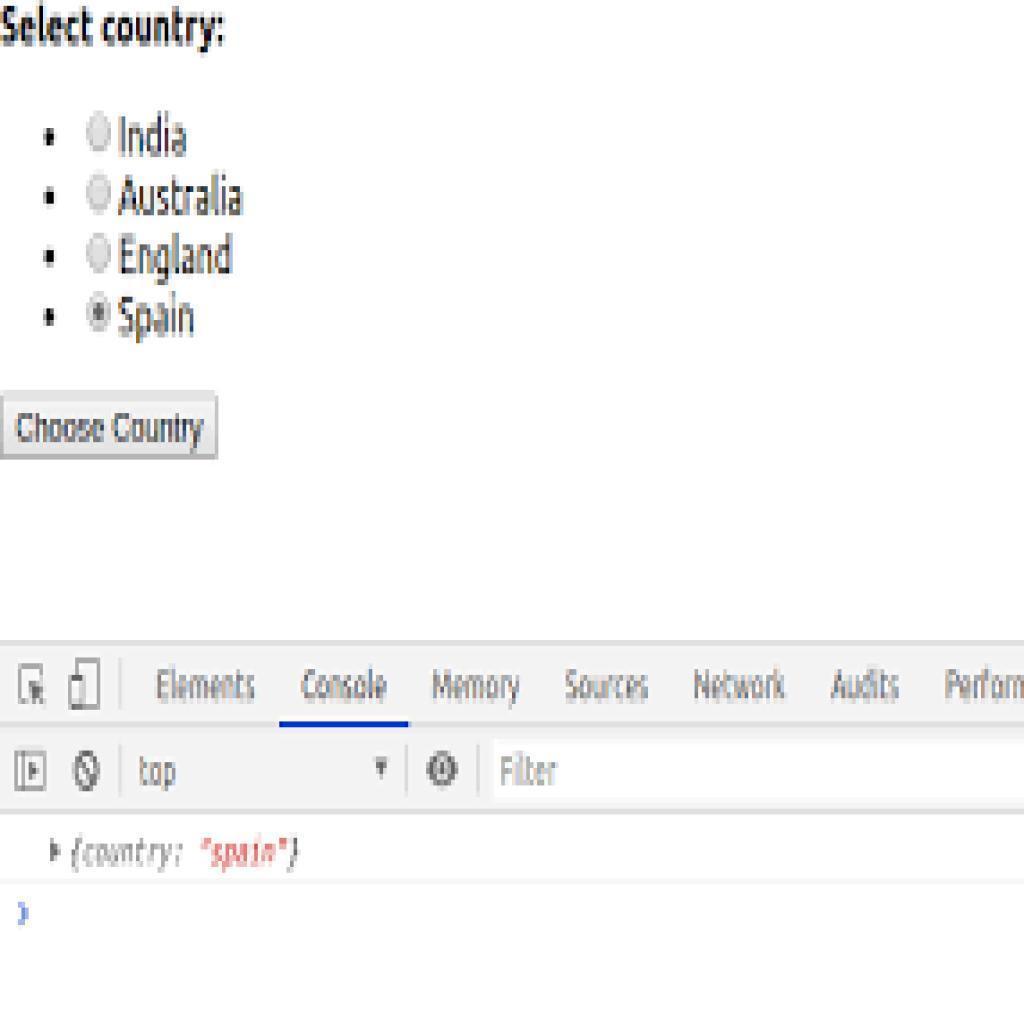 Select country:
India
Australia
England
Spain
Choose Country
Elements Console Memory Sources Network Audits Perform
top Filter
{country: "spain"}